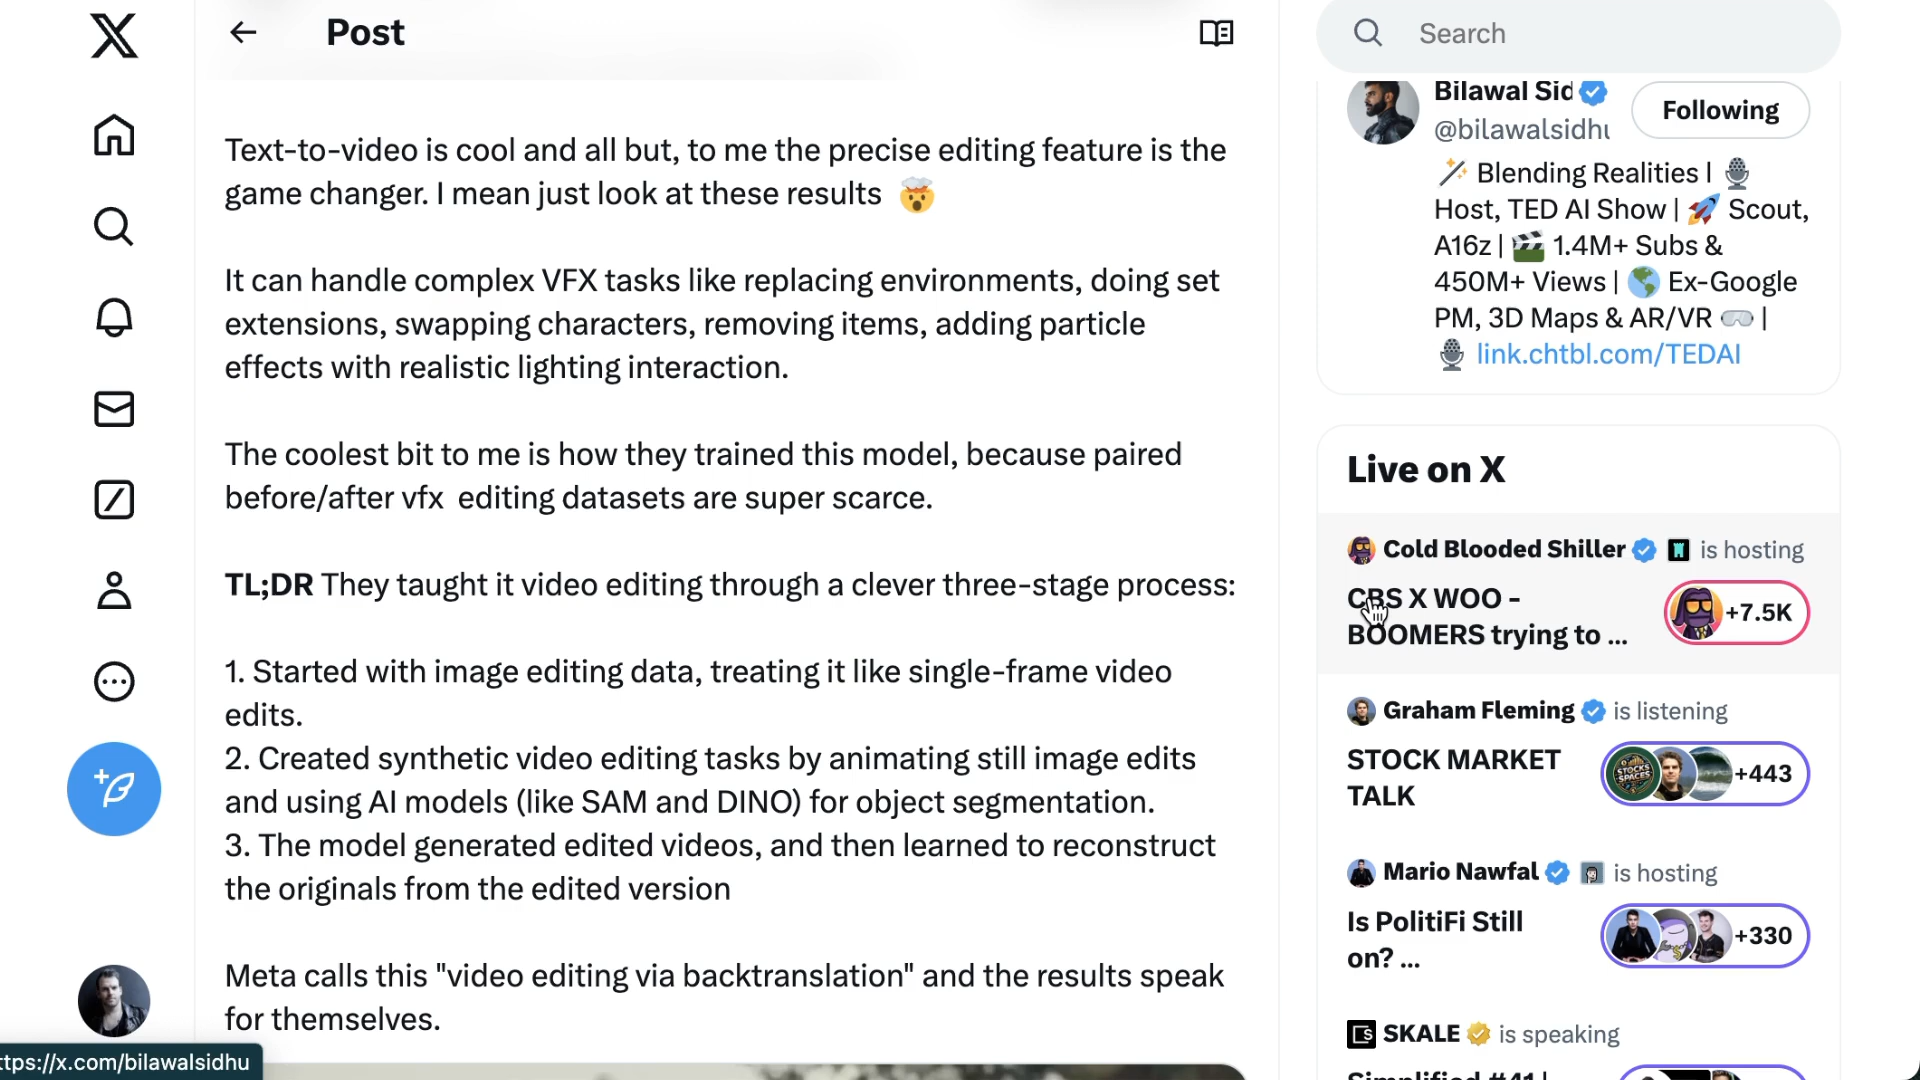 Post
Text-to-video is cool and all but, to me the precise editing feature is the
game changer. I mean just look at these results 🤯
It can handle complex VFX tasks like replacing environments, doing set
extensions, swapping characters, removing items, adding particle
effects with realistic lighting interaction.
The coolest bit to me is how they trained this model, because paired
before/after vfx editing datasets are super scarce.
TL;DR They taught it video editing through a clever three-stage process:
1. Started with image editing data, treating it like single-frame video
edits.
2. Created synthetic video editing tasks by animating still image edits
and using AI models (like SAM and DINO) for object segmentation.
3. The model generated edited videos, and then learned to reconstruct
the originals from the edited version
Meta calls this "video editing via backtranslation" and the results speak
for themselves.
ttps://x.com/bilawalsidhu
Search
Bilawal Sid
@bilawalsidhu
Following
🪄 Blending Realities | 🎙️
Host, TED AI Show | 🚀 Scout,
A16z | 🎬 1.4M+ Subs &
450M+ Views | 🌎 Ex-Google
PM, 3D Maps & AR/VR 🥽 |
🎙️ link.chtbl.com/TEDAI
Live on X
Cold Blooded Shiller is hosting
CBS X WOO -
BOOMERS trying to ...
+7.5K
Graham Fleming is listening
STOCK MARKET
TALK
STOCKS
SPACES
+443
Mario Nawfal is hosting
Is PolitiFi Still
on? ...
+330
SKALE is speaking
Simplified #41 |